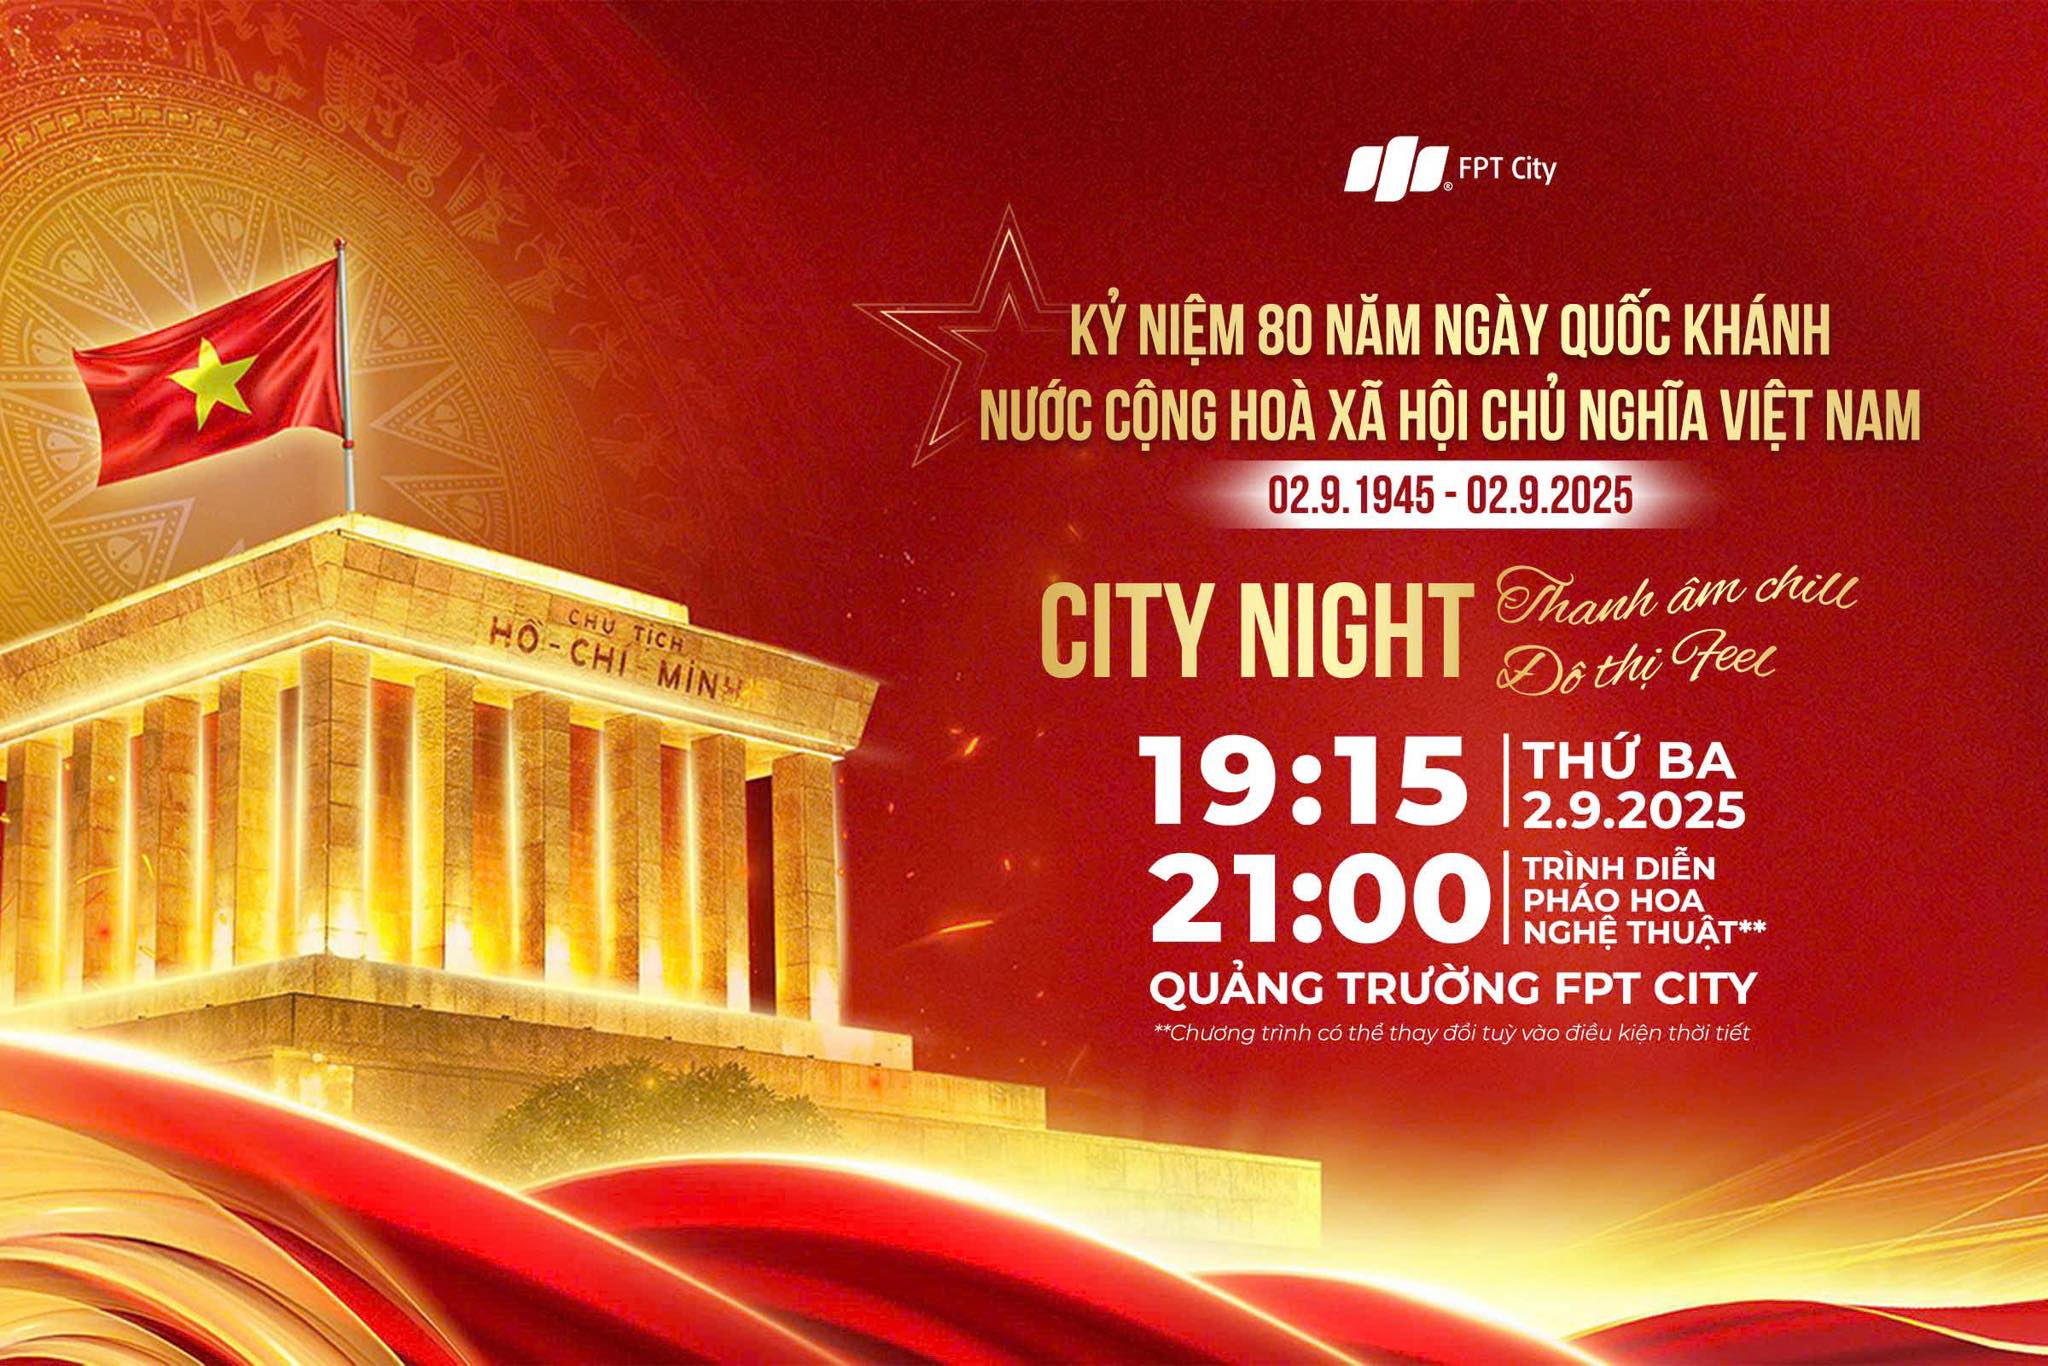 FPT City
KỶ NIỆM 80 NĂM NGÀY QUỐC KHÁNH
NƯỚC CỘNG HOÀ XÃ HỘI CHỦ NGHĨA VIỆT NAM
02.9.1945 - 02.9.2025
CITY NIGHT
Thanh âm chill
Đô thị Feel
19:15
THỨ BA
2.9.2025
21:00
TRÌNH DIỄN
PHÁO HOA
NGHỆ THUẬT**
QUẢNG TRƯỜNG FPT CITY
**Chương trình có thể thay đổi tuỳ vào điều kiện thời tiết
CHỦ TỊCH
HỒ-CHÍ-MINH